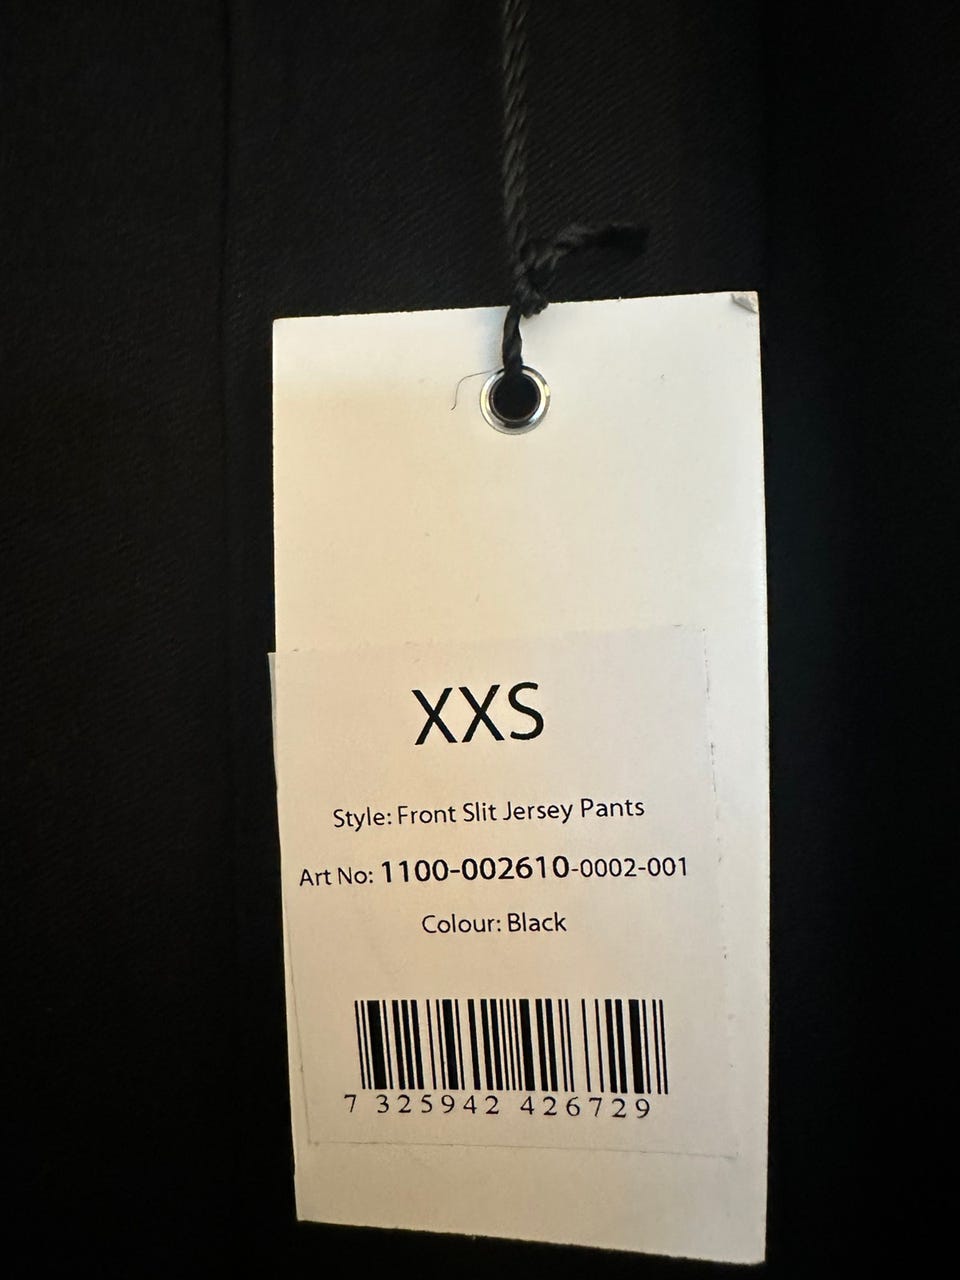 XXS
Style: Front Slit Jersey Pants
Art No: 1100-002610-0002-001
Colour: Black
7 325942 426729